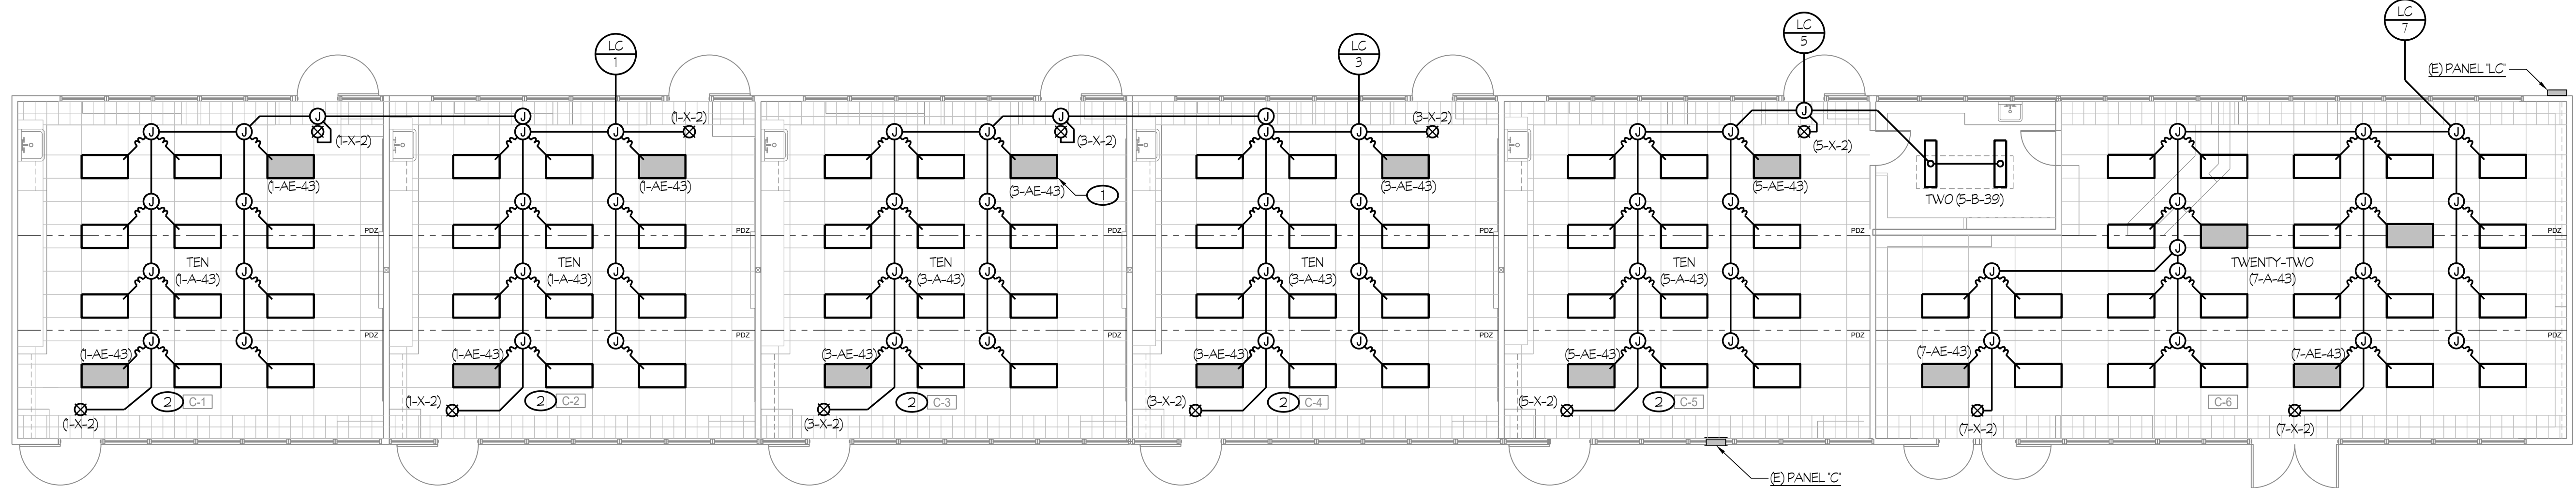 LC
1
LC
3
LC
5
LC
7
(E) PANEL "LC"
(1-X-2)
(1-X-2)
(3-X-2)
(3-X-2)
(5-X-2)
J J J J J J J J J J J J J J J J J J
(1-AE-43)
(1-AE-43)
(3-AE-43)
1
(3-AE-43)
(5-AE-43)
TWO (5-B-39)
J J J J J J J J J J J J J
PDZ PDZ PDZ PDZ PDZ PDZ
J
TEN
(1-A-43)
TEN
(1-A-43)
TEN
(3-A-43)
TEN
(3-A-43)
TEN
(5-A-43)
TWENTY-TWO
(7-A-43)
J J J J J J J J J J J J J J
PDZ PDZ PDZ PDZ PDZ PDZ
J J J J J J J J J J J J J J
(1-AE-43)
(1-AE-43)
(3-AE-43)
(3-AE-43)
(5-AE-43)
(7-AE-43)
(7-AE-43)
2 C-1
2 C-2
2 C-3
2 C-4
2 C-5
C-6
(1-X-2)
(1-X-2)
(3-X-2)
(3-X-2)
(5-X-2)
(7-X-2)
(7-X-2)
(E) PANEL "C"